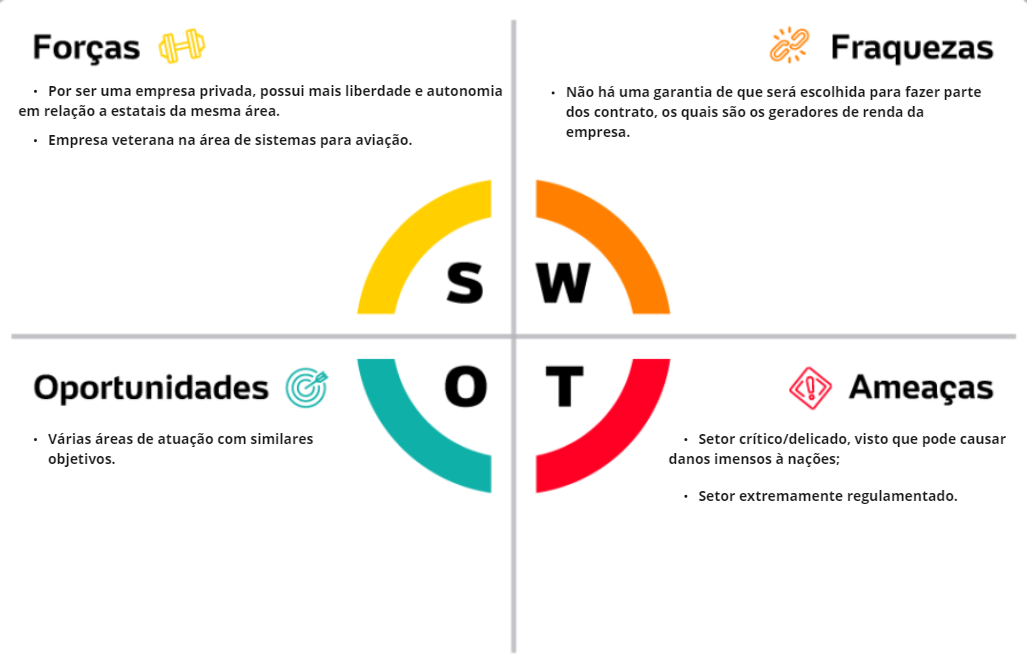 Forças
• Por ser uma empresa privada, possui mais liberdade e autonomia
em relação a estatais da mesma área.
• Empresa veterana na área de sistemas para aviação.
Fraquezas
• Não há uma garantia de que será escolhida para fazer parte
dos contrato, os quais são os geradores de renda da
empresa.
S W
O T
Oportunidades
• Várias áreas de atuação com similares
objetivos.
Ameaças
• Setor crítico/delicado, visto que pode causar
danos imensos à nações;
• Setor extremamente regulamentado.